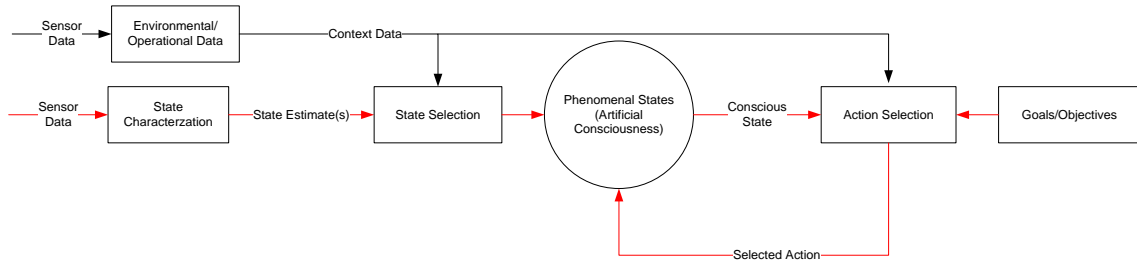 Sensor
Data
Environmental/
Operational Data
Context Data
Sensor
Data
State
Characterzation
State Estimate(s)
State Selection
Phenomenal States
(Artificial
Consciousness)
Conscious
State
Action Selection
Goals/Objectives
Selected Action